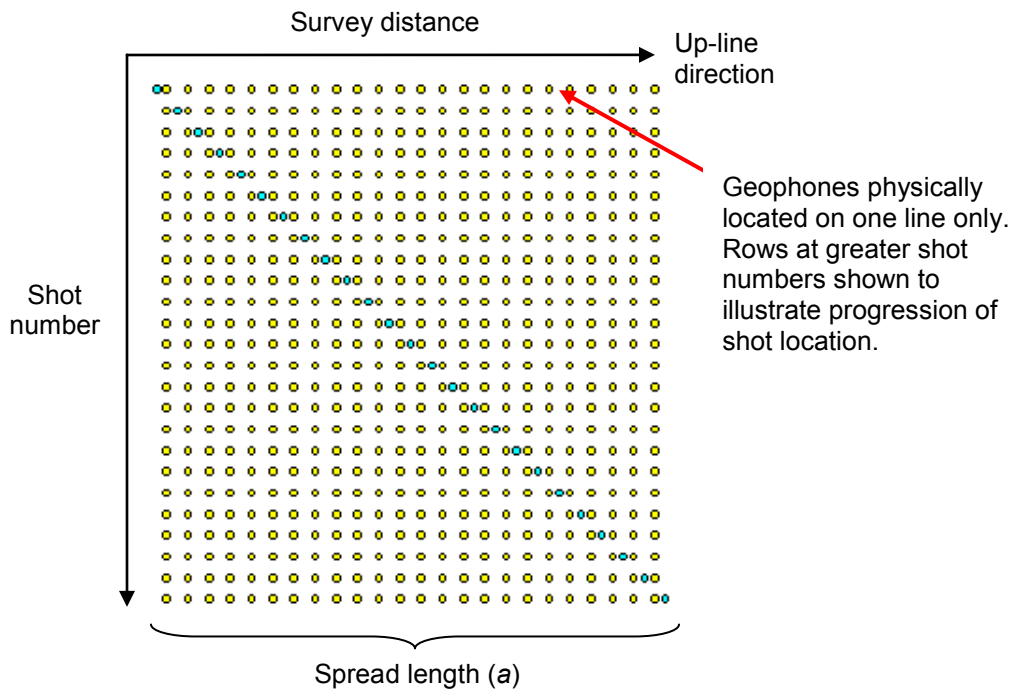 Survey distance
Up-line
direction
Geophones physically
located on one line only.
Rows at greater shot
numbers shown to
illustrate progression of
shot location.
Shot
number
Spread length (a)